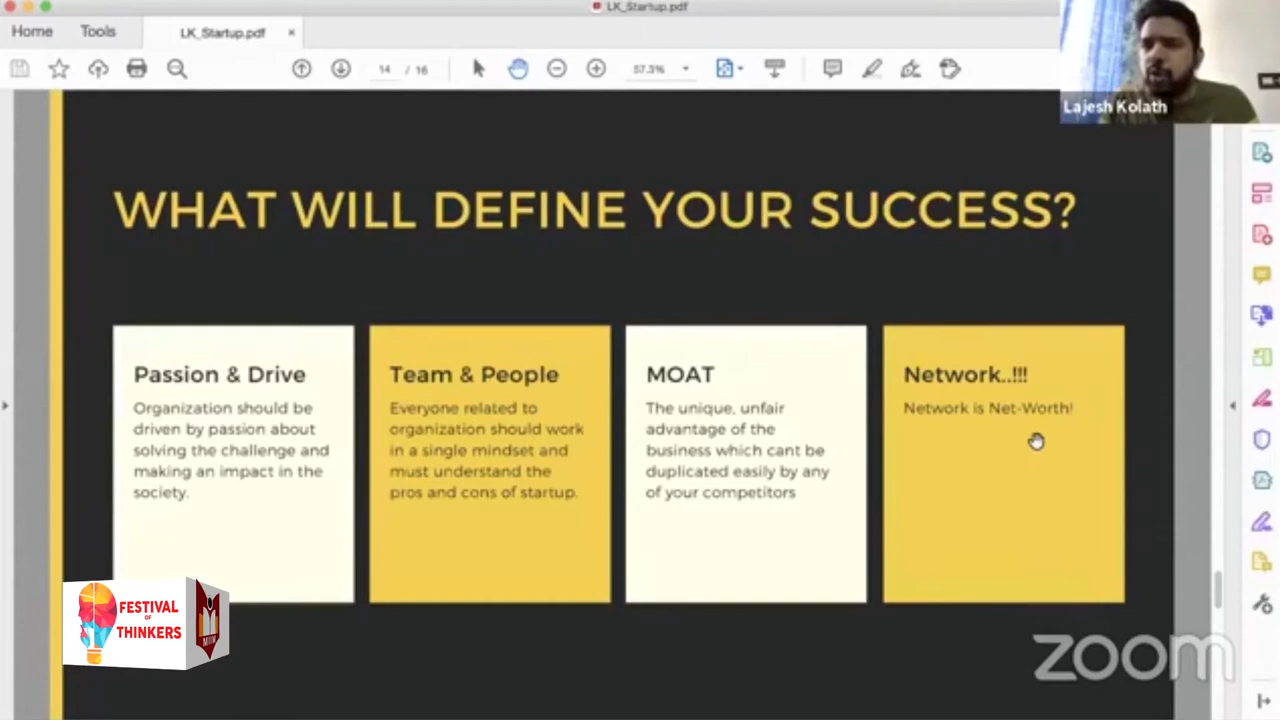 LK_Startup.pdf
Home
Tools
LK_Startup.pdf
14 / 16
57.3%
Lajesh Kolath
WHAT WILL DEFINE YOUR SUCCESS?
Passion & Drive
Organization should be
driven by passion about
solving the challenge and
making an impact in the
society.
Team & People
Everyone related to
organization should work
in a single mindset and
must understand the
pros and cons of startup.
MOAT
The unique, unfair
advantage of the
business which cant be
duplicated easily by any
of your competitors
Network..!!!
Network is Net-Worth!
FESTIVAL
OF
THINKERS
zoom